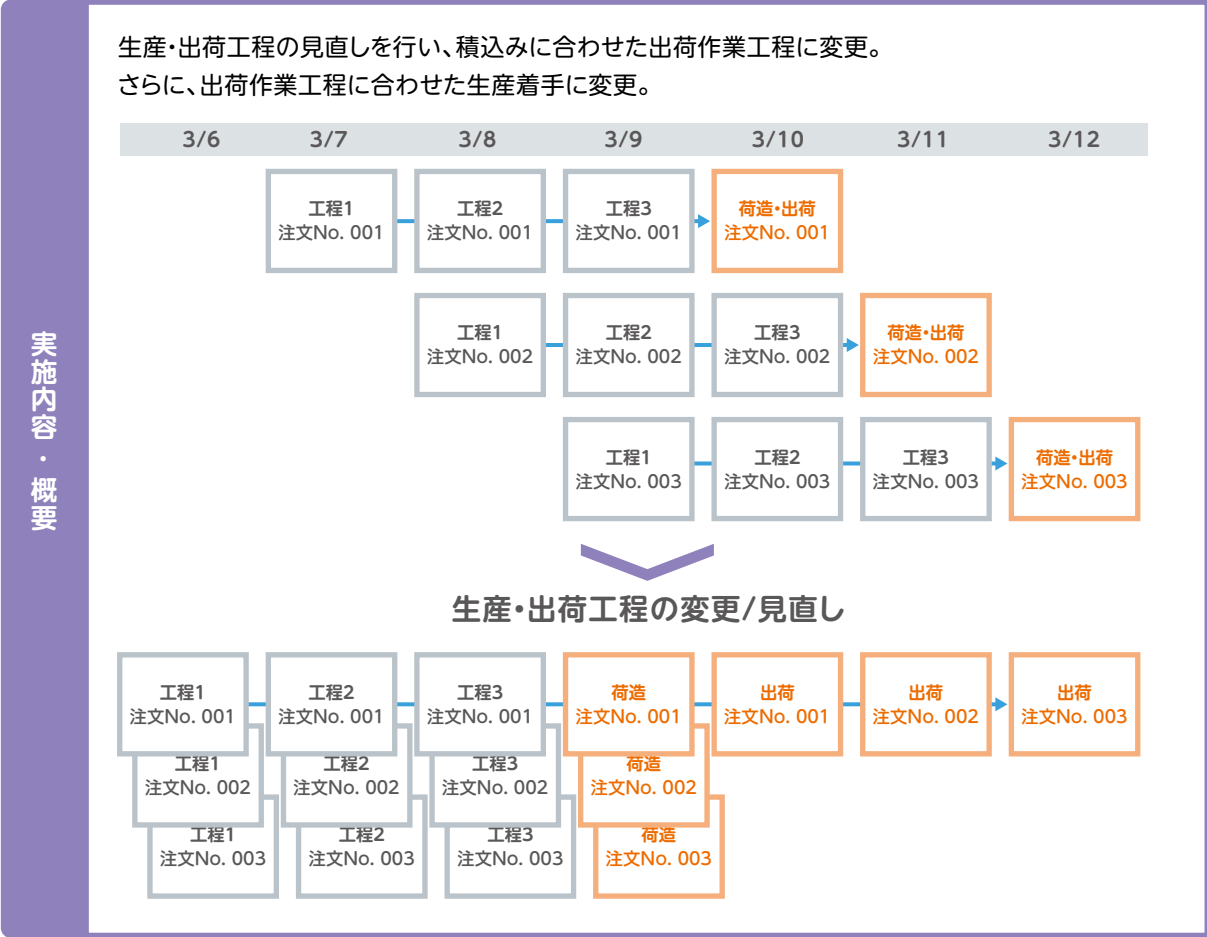 実施内容・概要
生産・出荷工程の見直しを行い、積込みに合わせた出荷作業工程に変更。
さらに、出荷作業工程に合わせた生産着手に変更。
3/6 3/7 3/8 3/9 3/10 3/11 3/12
工程1 工程2 工程3 荷造・出荷
注文No. 001 注文No. 001 注文No. 001 注文No. 001
工程1 工程2 工程3 荷造・出荷
注文No. 002 注文No. 002 注文No. 002 注文No. 002
工程1 工程2 工程3 荷造・出荷
注文No. 003 注文No. 003 注文No. 003 注文No. 003
生産・出荷工程の変更/見直し
工程1 工程2 工程3 荷造 出荷 出荷 出荷
注文No. 001 注文No. 001 注文No. 001 注文No. 001 注文No. 001 注文No. 002 注文No. 003
工程1 工程2 工程3 荷造
注文No. 002 注文No. 002 注文No. 002 注文No. 002
工程1 工程2 工程3 荷造
注文No. 003 注文No. 003 注文No. 003 注文No. 003